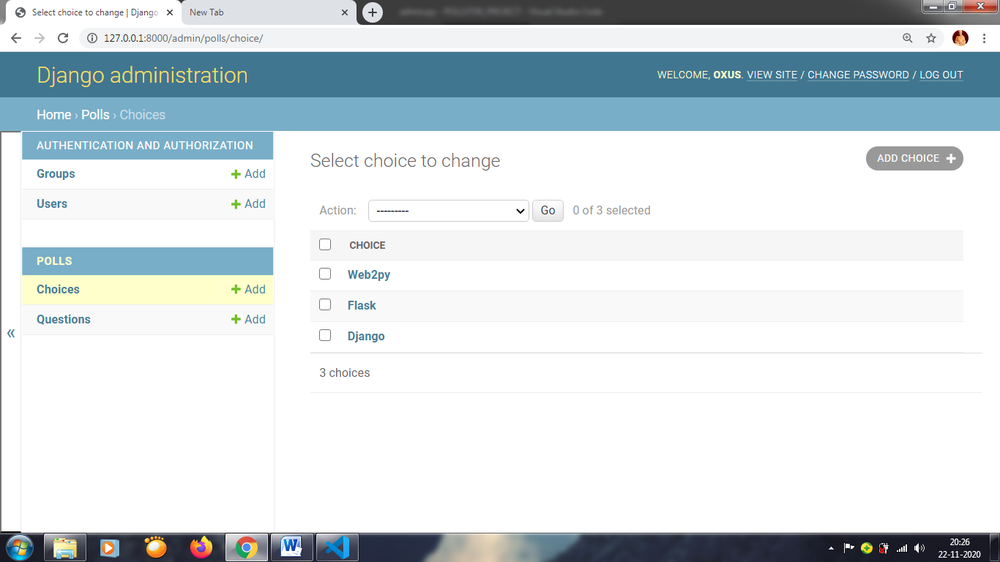 Select choice to change | Django
New Tab
127.0.0.1:8000/admin/polls/choice/
Django administration
WELCOME, OXUS. VIEW SITE / CHANGE PASSWORD / LOG OUT
Home › Polls › Choices
AUTHENTICATION AND AUTHORIZATION
Groups + Add
Users + Add
POLLS
Choices + Add
Questions + Add
«
Select choice to change
ADD CHOICE +
Action: --------- Go 0 of 3 selected
CHOICE
Web2py
Flask
Django
3 choices
20:26
22-11-2020